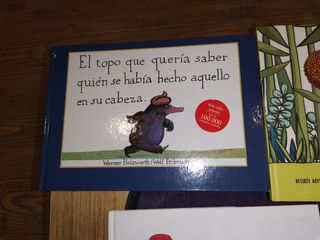 El topo que quería saber
quién se había hecho aquello
en su cabeza.
100.000
Werner Holzwarth/Wolf Erlbruch